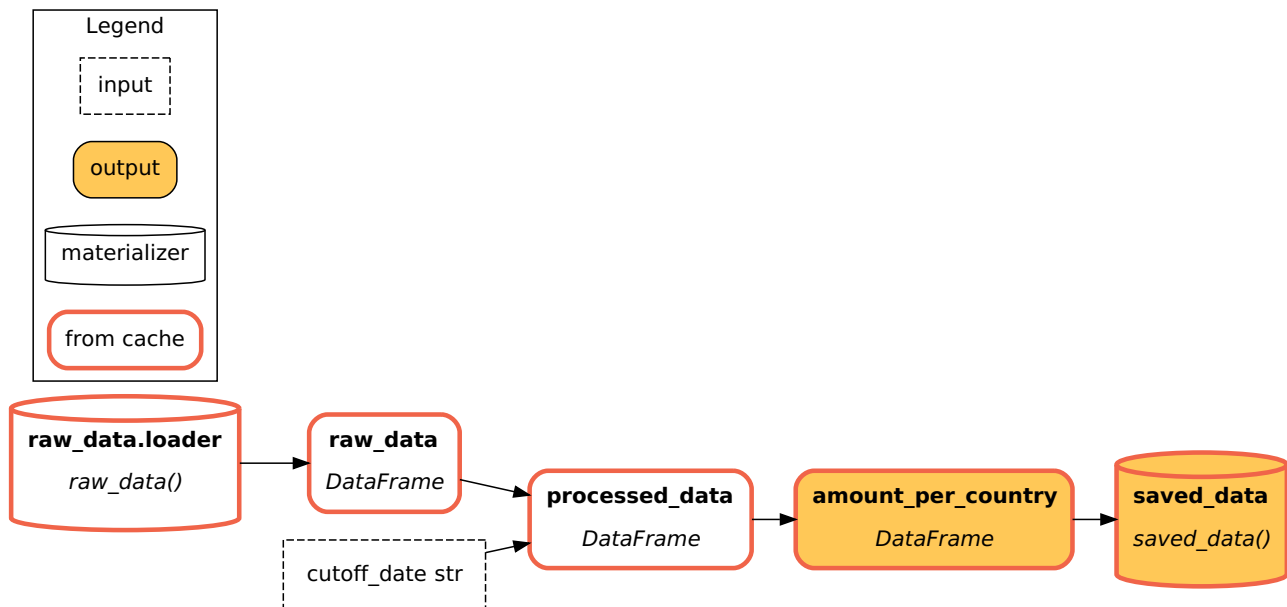 Legend
input
output
materializer
from cache
raw_data.loader
raw_data()
raw_data
DataFrame
cutoff_date str
processed_data
DataFrame
amount_per_country
DataFrame
saved_data
saved_data()